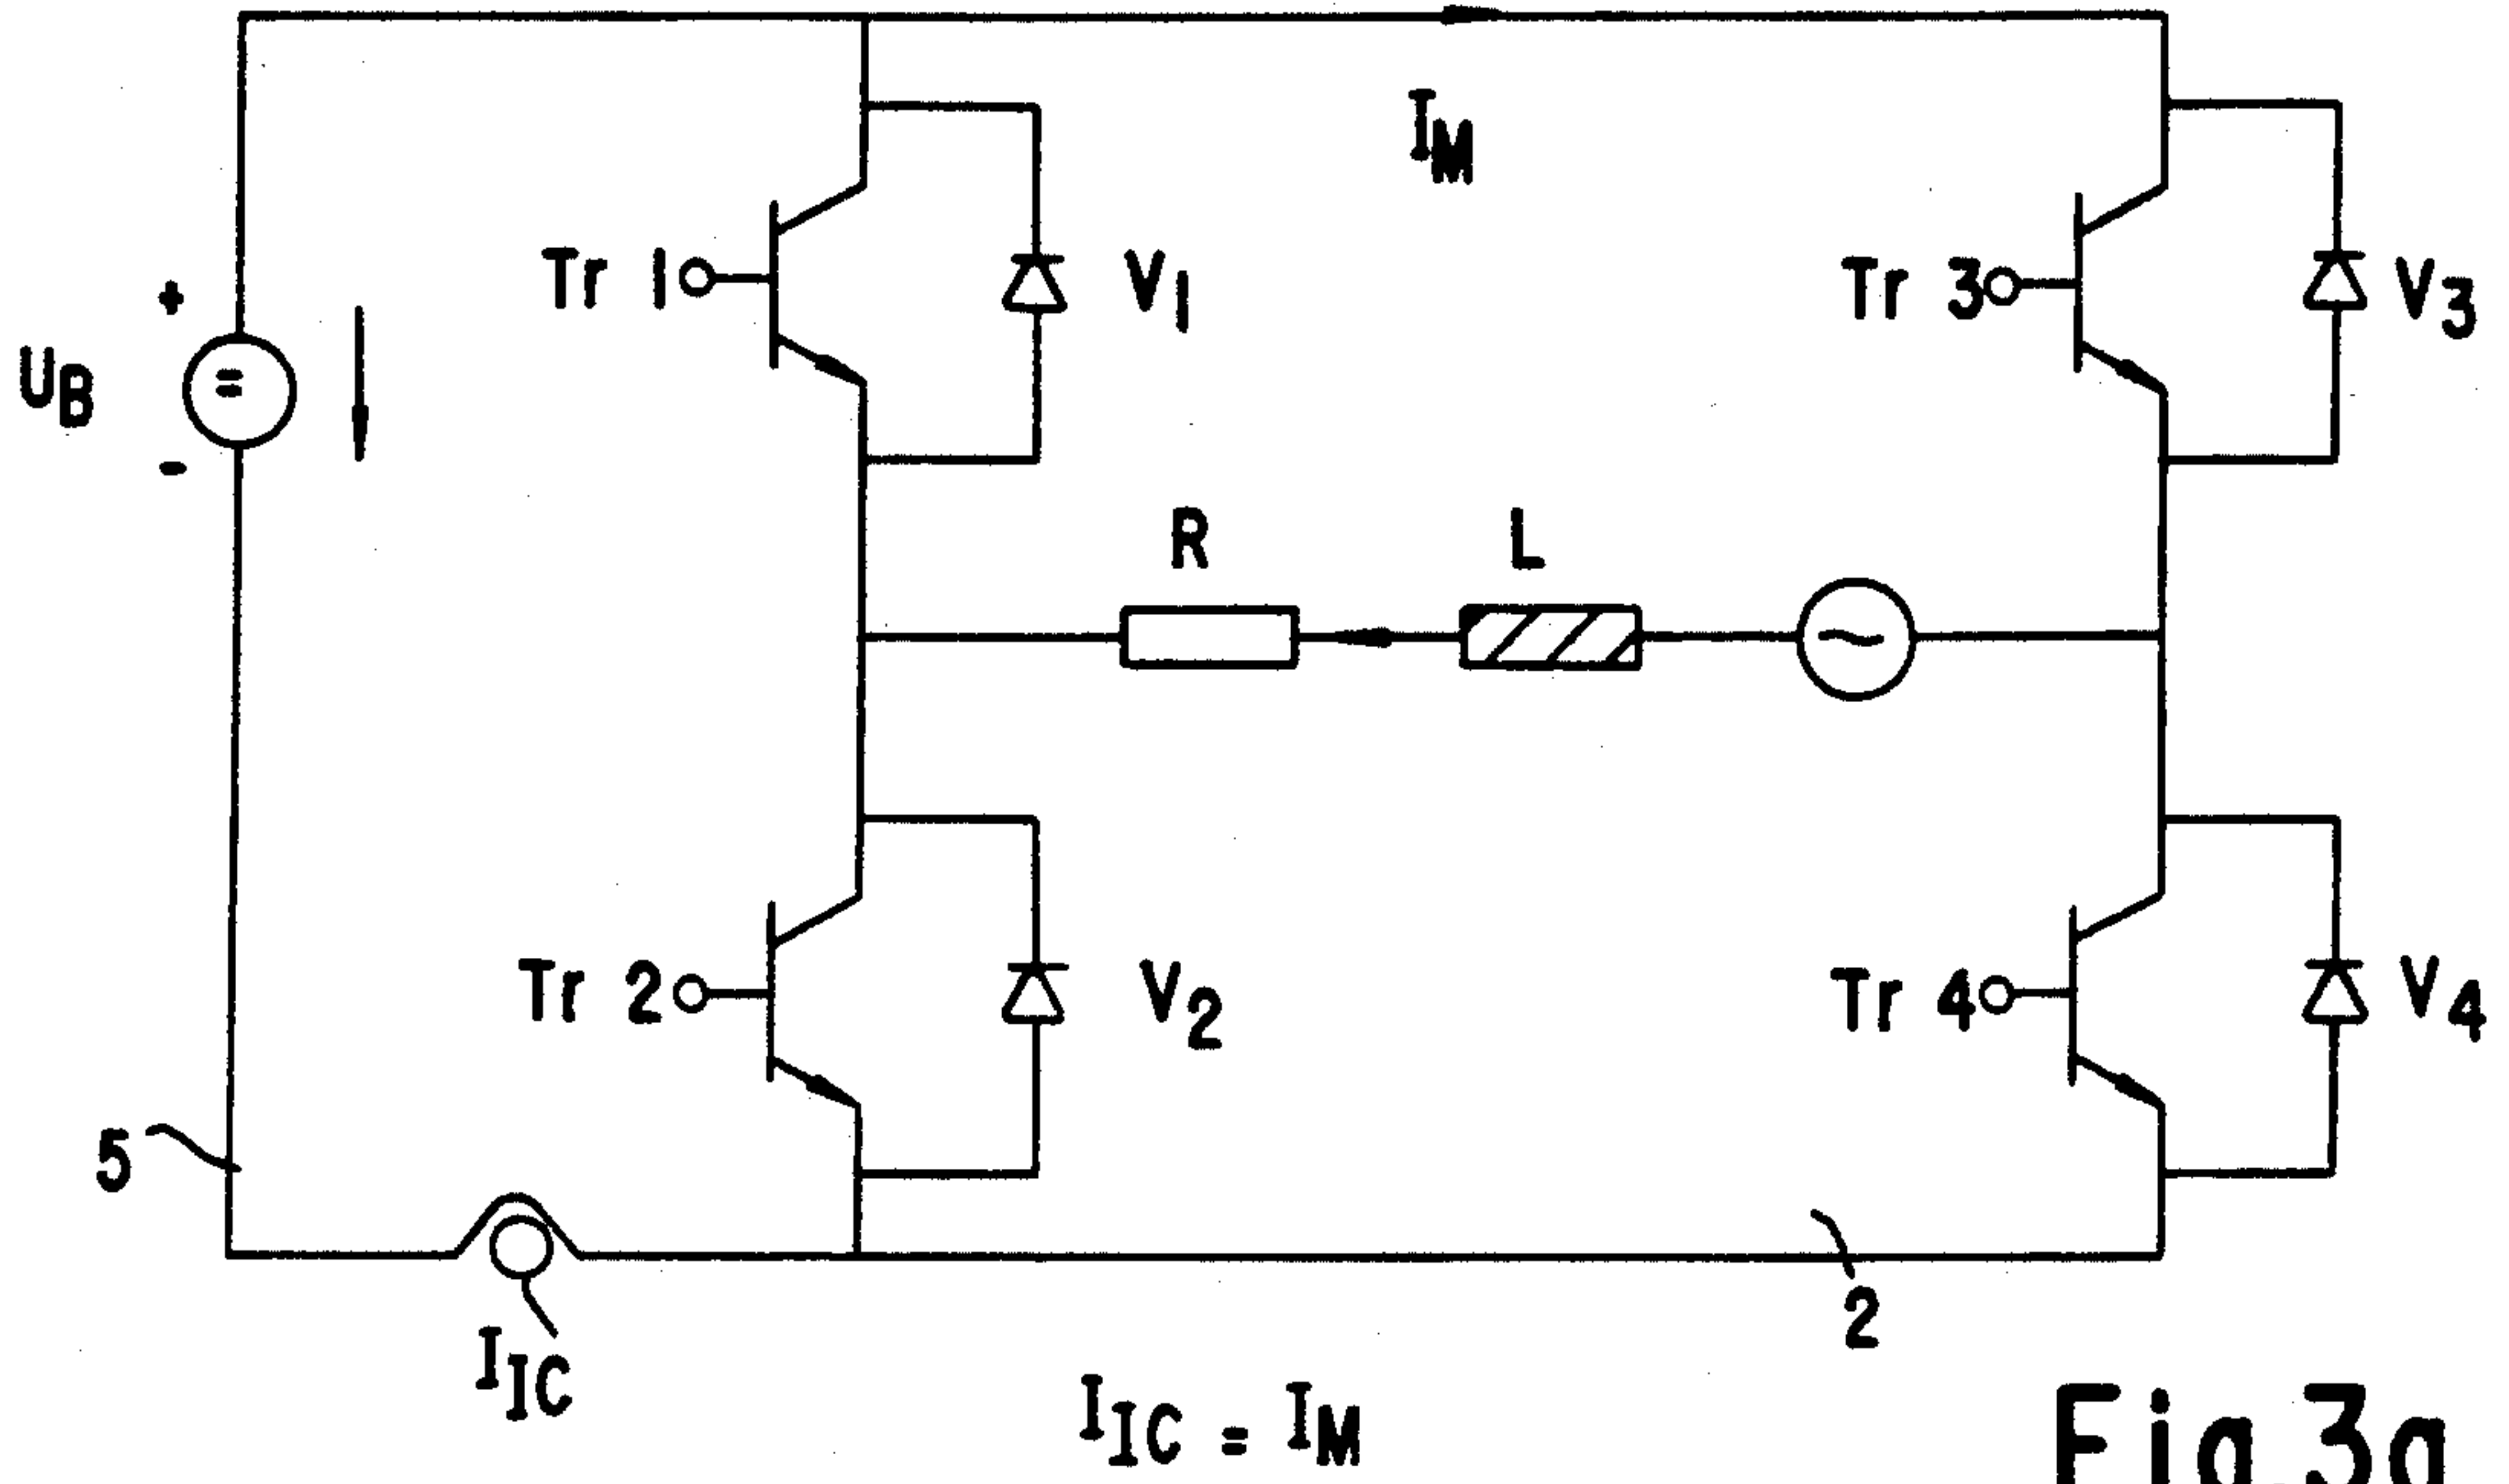 I_M
Tr 1
V_1
Tr 3
V_3
+
U_B
=
-
R
L
~
Tr 2
V_2
Tr 4
V_4
5
2
I_IC
I_IC = I_M
Fig.3a